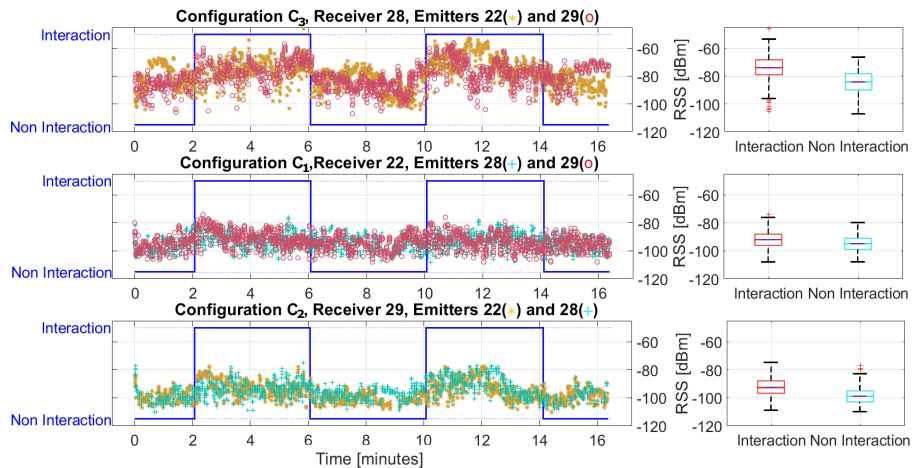 Configuration C3, Receiver 28, Emitters 22(*) and 29(o)
Interaction
Non Interaction
-60
-80
-100
-120
RSS [dBm]
0 2 4 6 8 10 12 14 16
-60
-80
-100
-120
Interaction Non Interaction
Configuration C1,Receiver 22, Emitters 28(+) and 29(o)
Interaction
Non Interaction
-60
-80
-100
-120
RSS [dBm]
0 2 4 6 8 10 12 14 16
-60
-80
-100
-120
Interaction Non Interaction
Configuration C2, Receiver 29, Emitters 22(*) and 28(+)
Interaction
Non Interaction
-60
-80
-100
-120
RSS [dBm]
0 2 4 6 8 10 12 14 16
Time [minutes]
-60
-80
-100
-120
Interaction Non Interaction